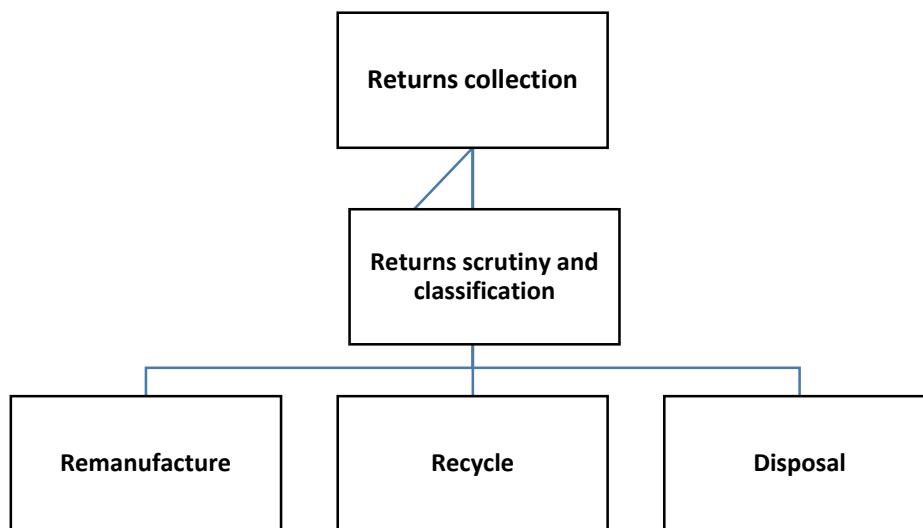 Returns collection
Returns scrutiny and
classification
Remanufacture
Recycle
Disposal